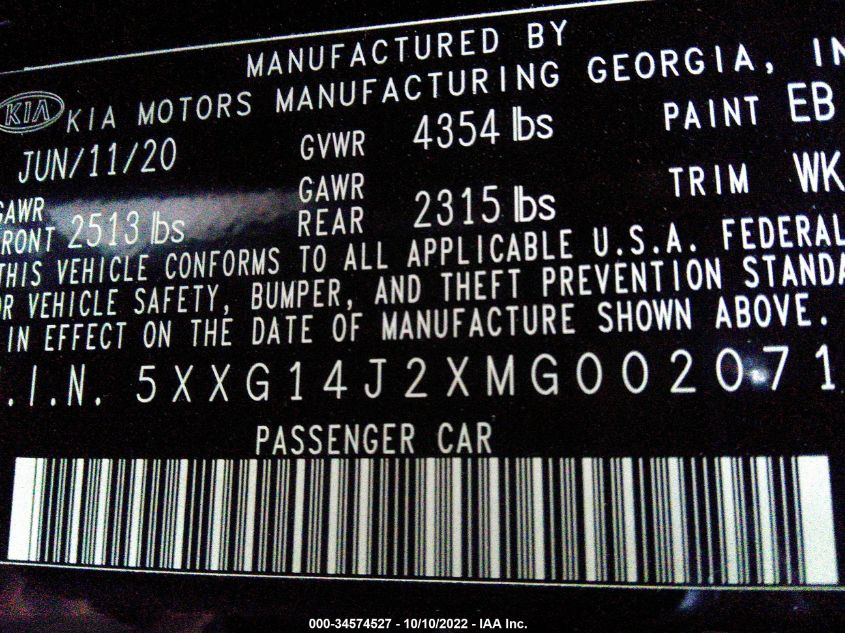 MANUFACTURED BY
KIA KIA MOTORS MANUFACTURING GEORGIA, IN
JUN/11/20 GVWR 4354 lbs PAINT EB
GAWR FRONT 2513 lbs GAWR REAR 2315 lbs TRIM WK
THIS VEHICLE CONFORMS TO ALL APPLICABLE U.S.A. FEDERAL
OR VEHICLE SAFETY, BUMPER, AND THEFT PREVENTION STANDA
IN EFFECT ON THE DATE OF MANUFACTURE SHOWN ABOVE.
.I.N. 5XXG14J2XMG002071
PASSENGER CAR
000-34574527 - 10/10/2022 - IAA Inc.